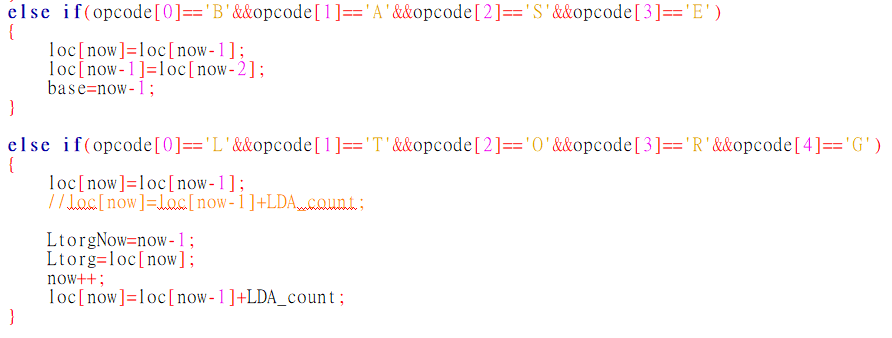 else if(opcode[0]=='B'&&opcode[1]=='A'&&opcode[2]=='S'&&opcode[3]=='E')
{
    loc[now]=loc[now-1];
    loc[now-1]=loc[now-2];
    base=now-1;
}
else if(opcode[0]=='L'&&opcode[1]=='T'&&opcode[2]=='O'&&opcode[3]=='R'&&opcode[4]=='G')
{
    loc[now]=loc[now-1];
    //loc[now]=loc[now-1]+LDA_count;
    LtorgNow=now-1;
    Ltorg=loc[now];
    now++;
    loc[now]=loc[now-1]+LDA_count;
}